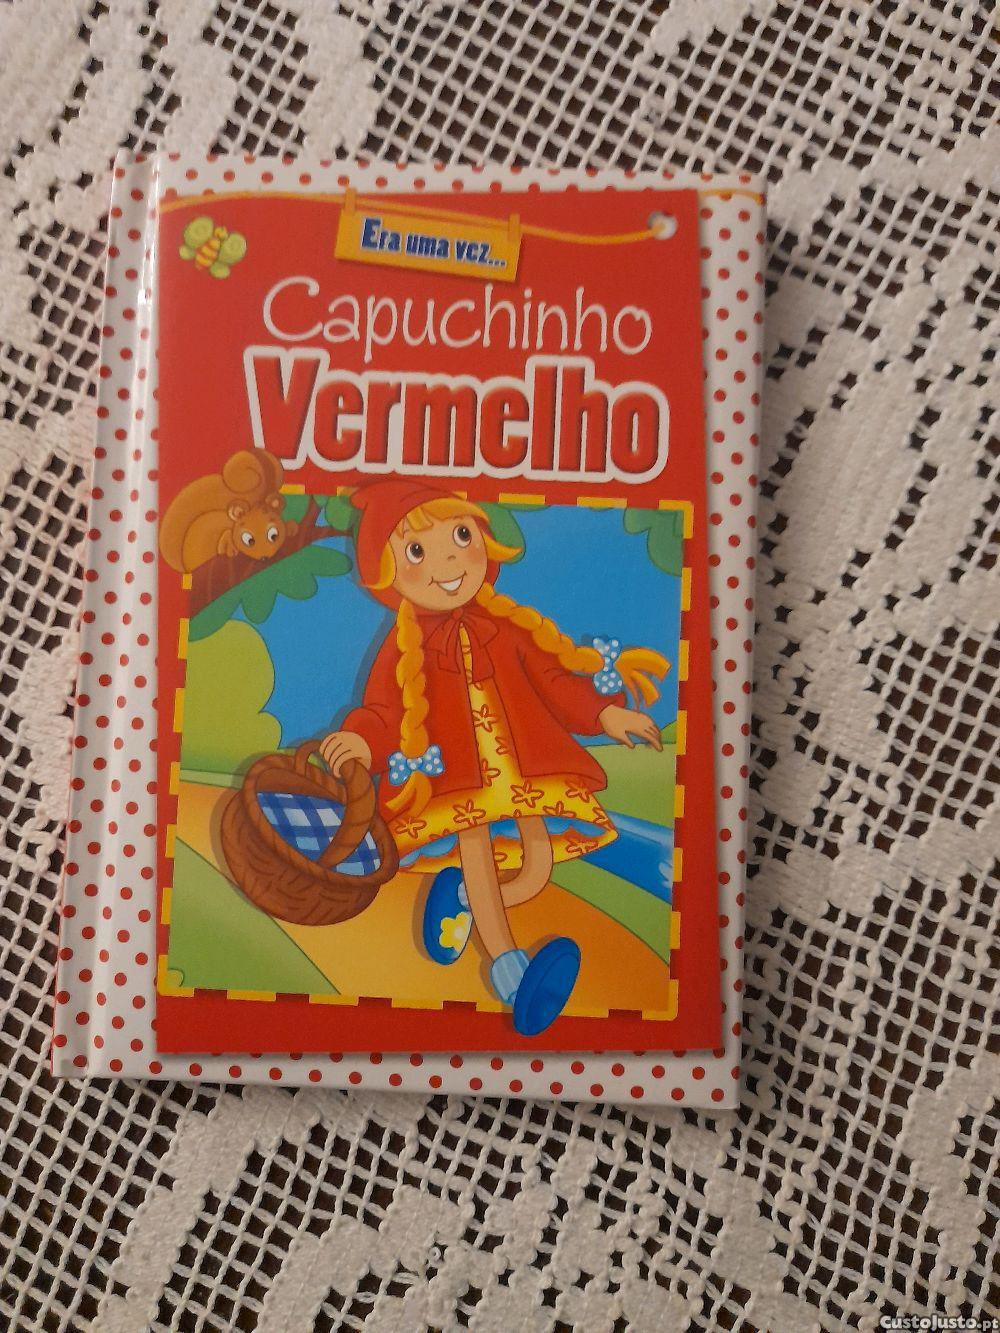 Era uma vez...
Capuchinho
Vermelho
CustoJusto.pt